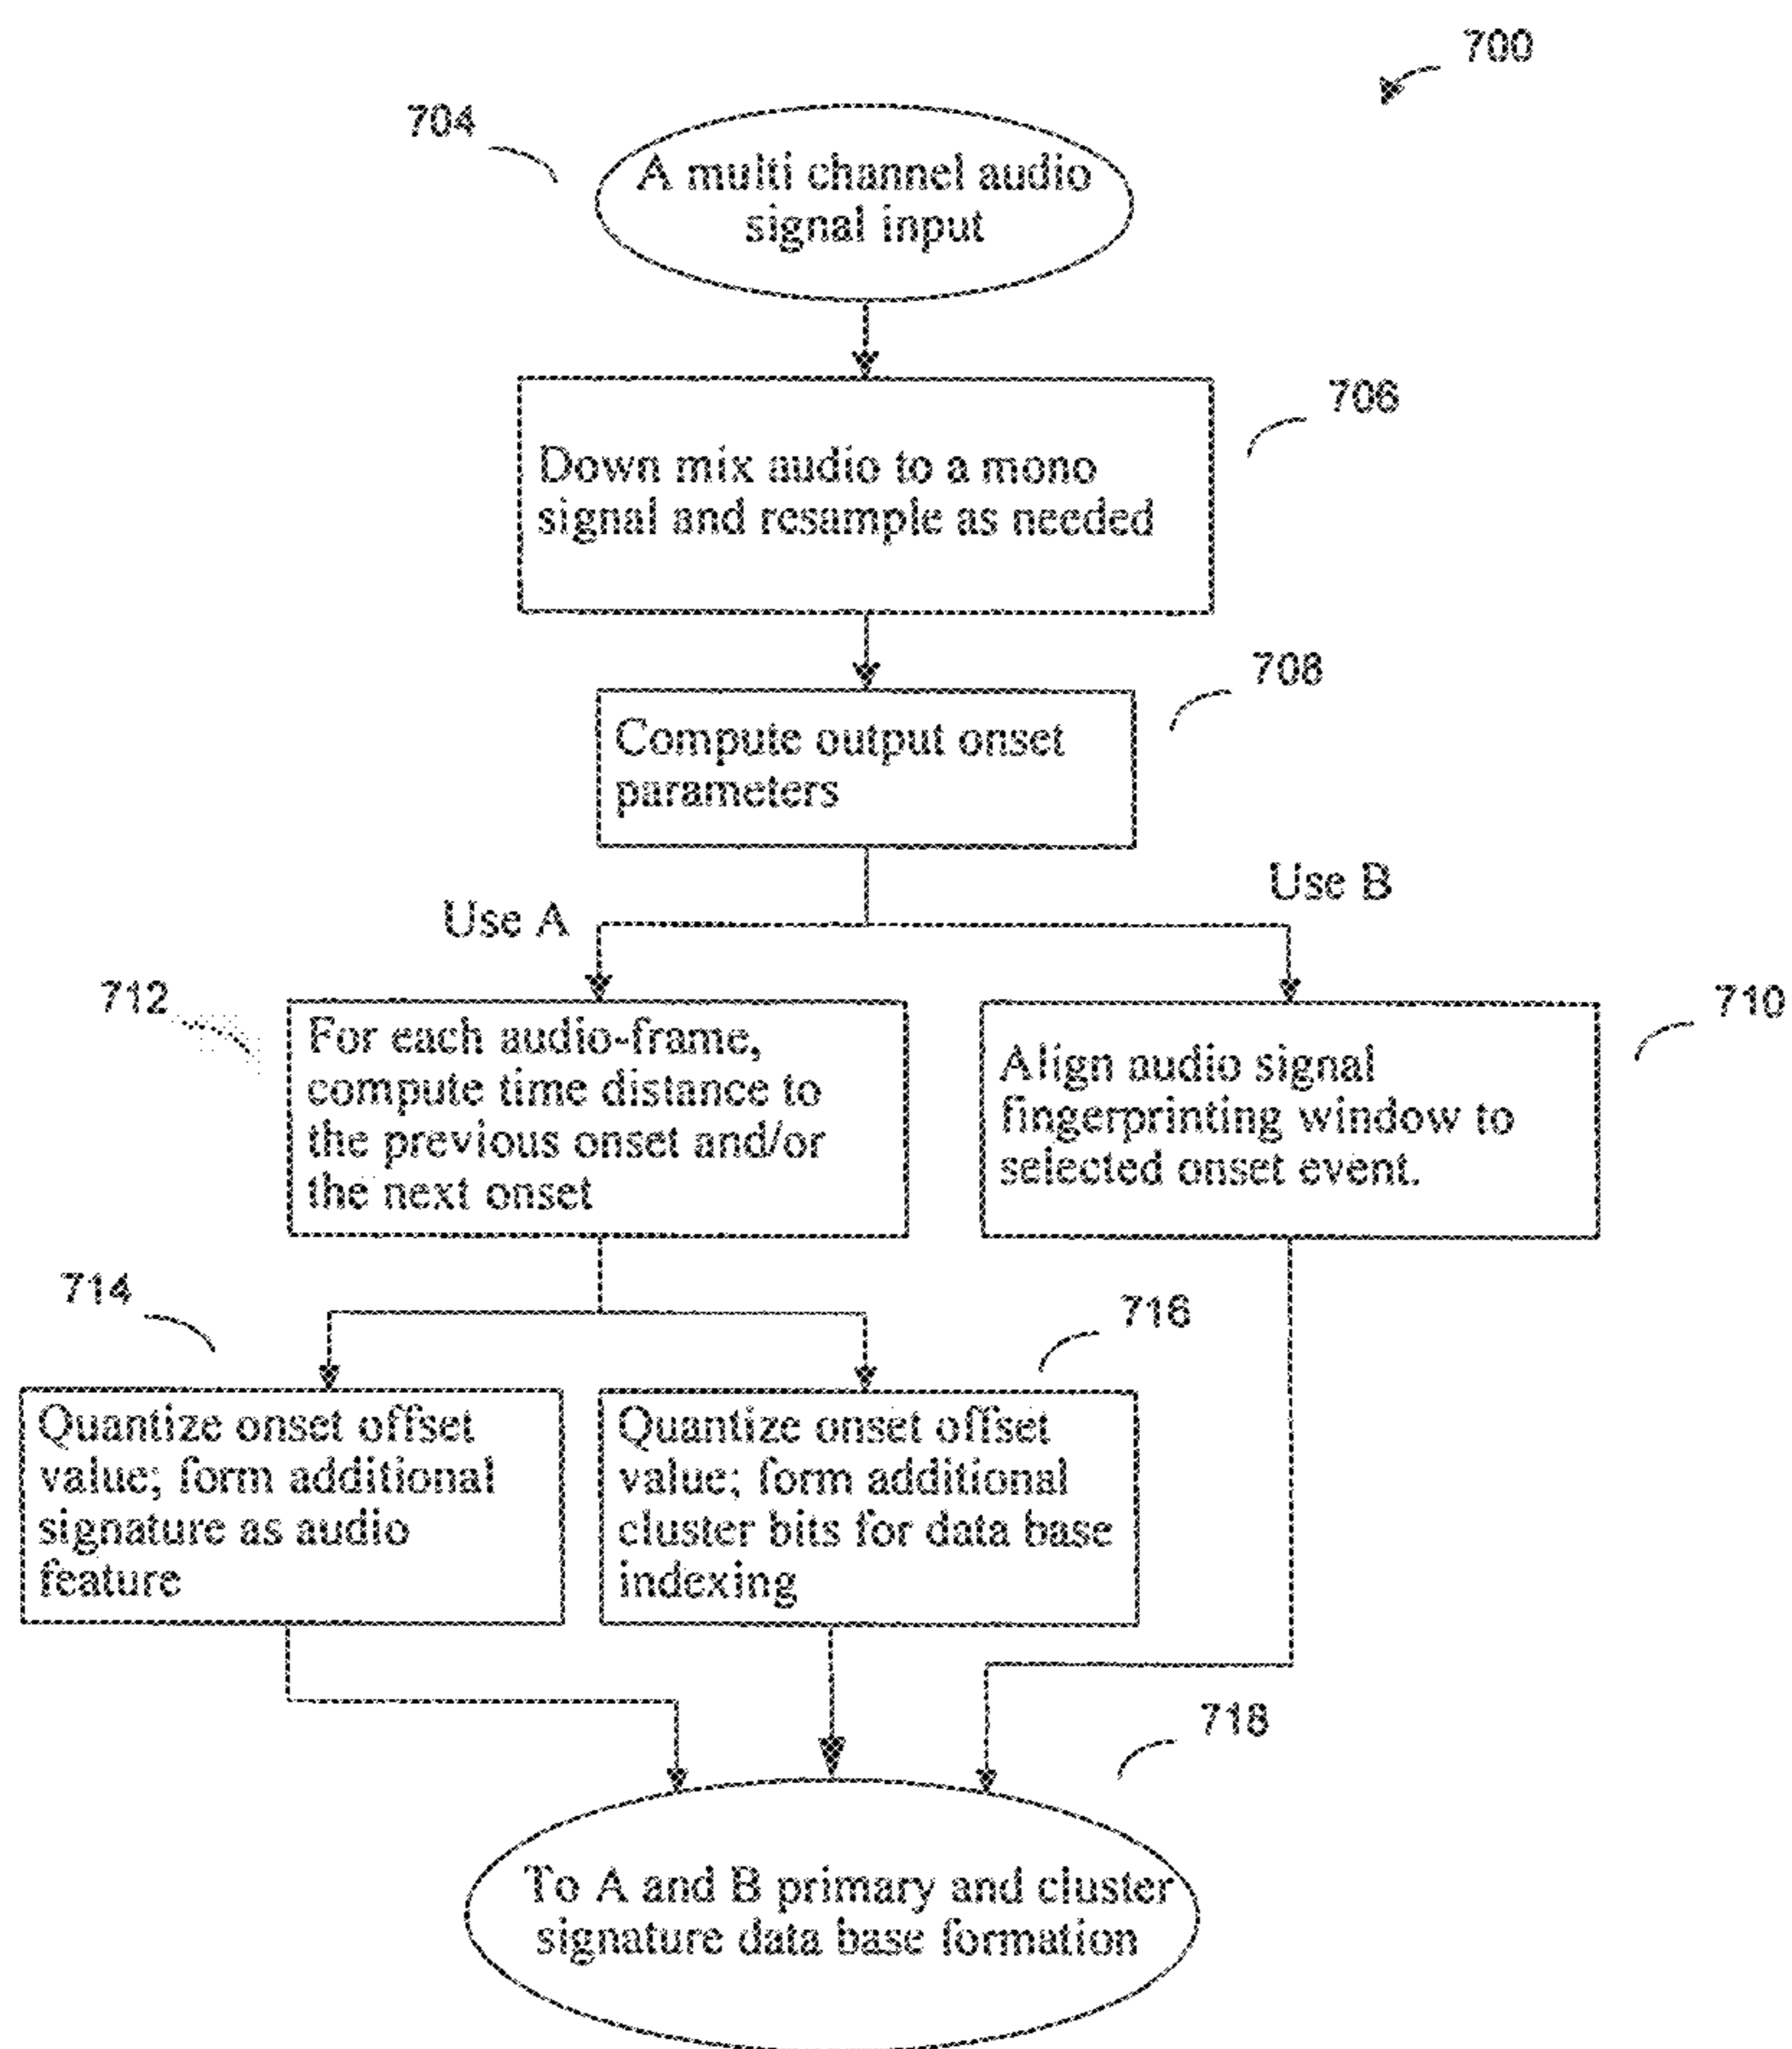 700
704
A multi channel audio
signal input
706
Down mix audio to a mono
signal and resample as needed
708
Compute output onset
parameters
Use A
Use B
712
For each audio-frame,
compute time distance to
the previous onset and/or
the next onset
710
Align audio signal
fingerprinting window to
selected onset event.
714
Quantize onset offset
value; form additional
signature as audio
feature
716
Quantize onset offset
value; form additional
cluster bits for data base
indexing
718
To A and B primary and cluster
signature data base formation